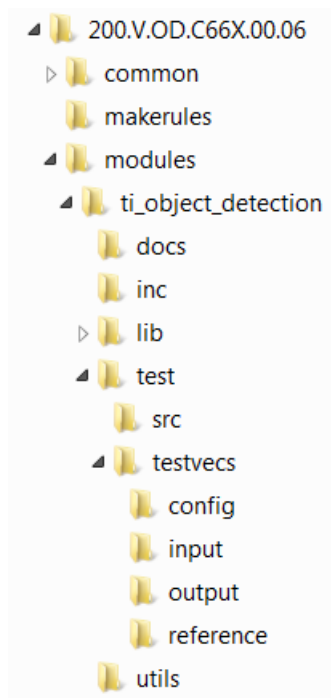 200.V.OD.C66X.00.06
common
makerules
modules
ti_object_detection
docs
inc
lib
test
src
testvecs
config
input
output
reference
utils